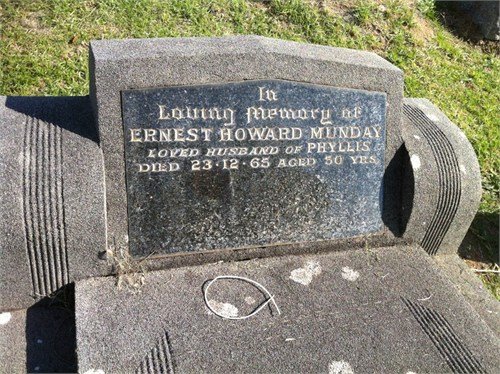 In
Loving Memory of
ERNEST HOWARD MUNDAY
LOVED HUSBAND OF PHYLLIS
DIED 23·12·65 AGED 50 YRS.